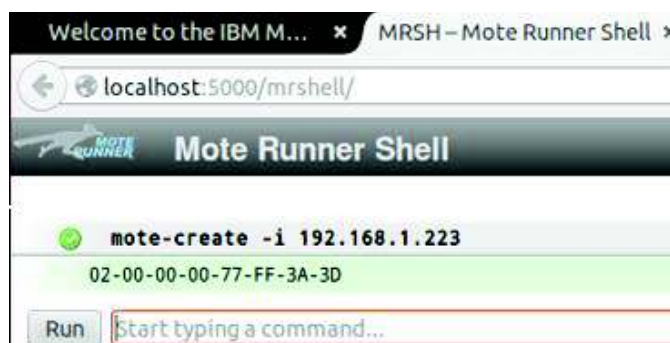 Welcome to the IBM M... × MRSH – Mote Runner Shell ×
localhost:5000/mrshell/
MOTE RUNNER Mote Runner Shell
mote-create -i 192.168.1.223
02-00-00-00-77-FF-3A-3D
Run Start typing a command...